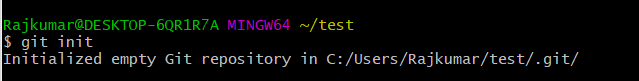 Rajkumar@DESKTOP-6QR1R7A MINGW64 ~/test
$ git init
Initialized empty Git repository in C:/Users/Rajkumar/test/.git/